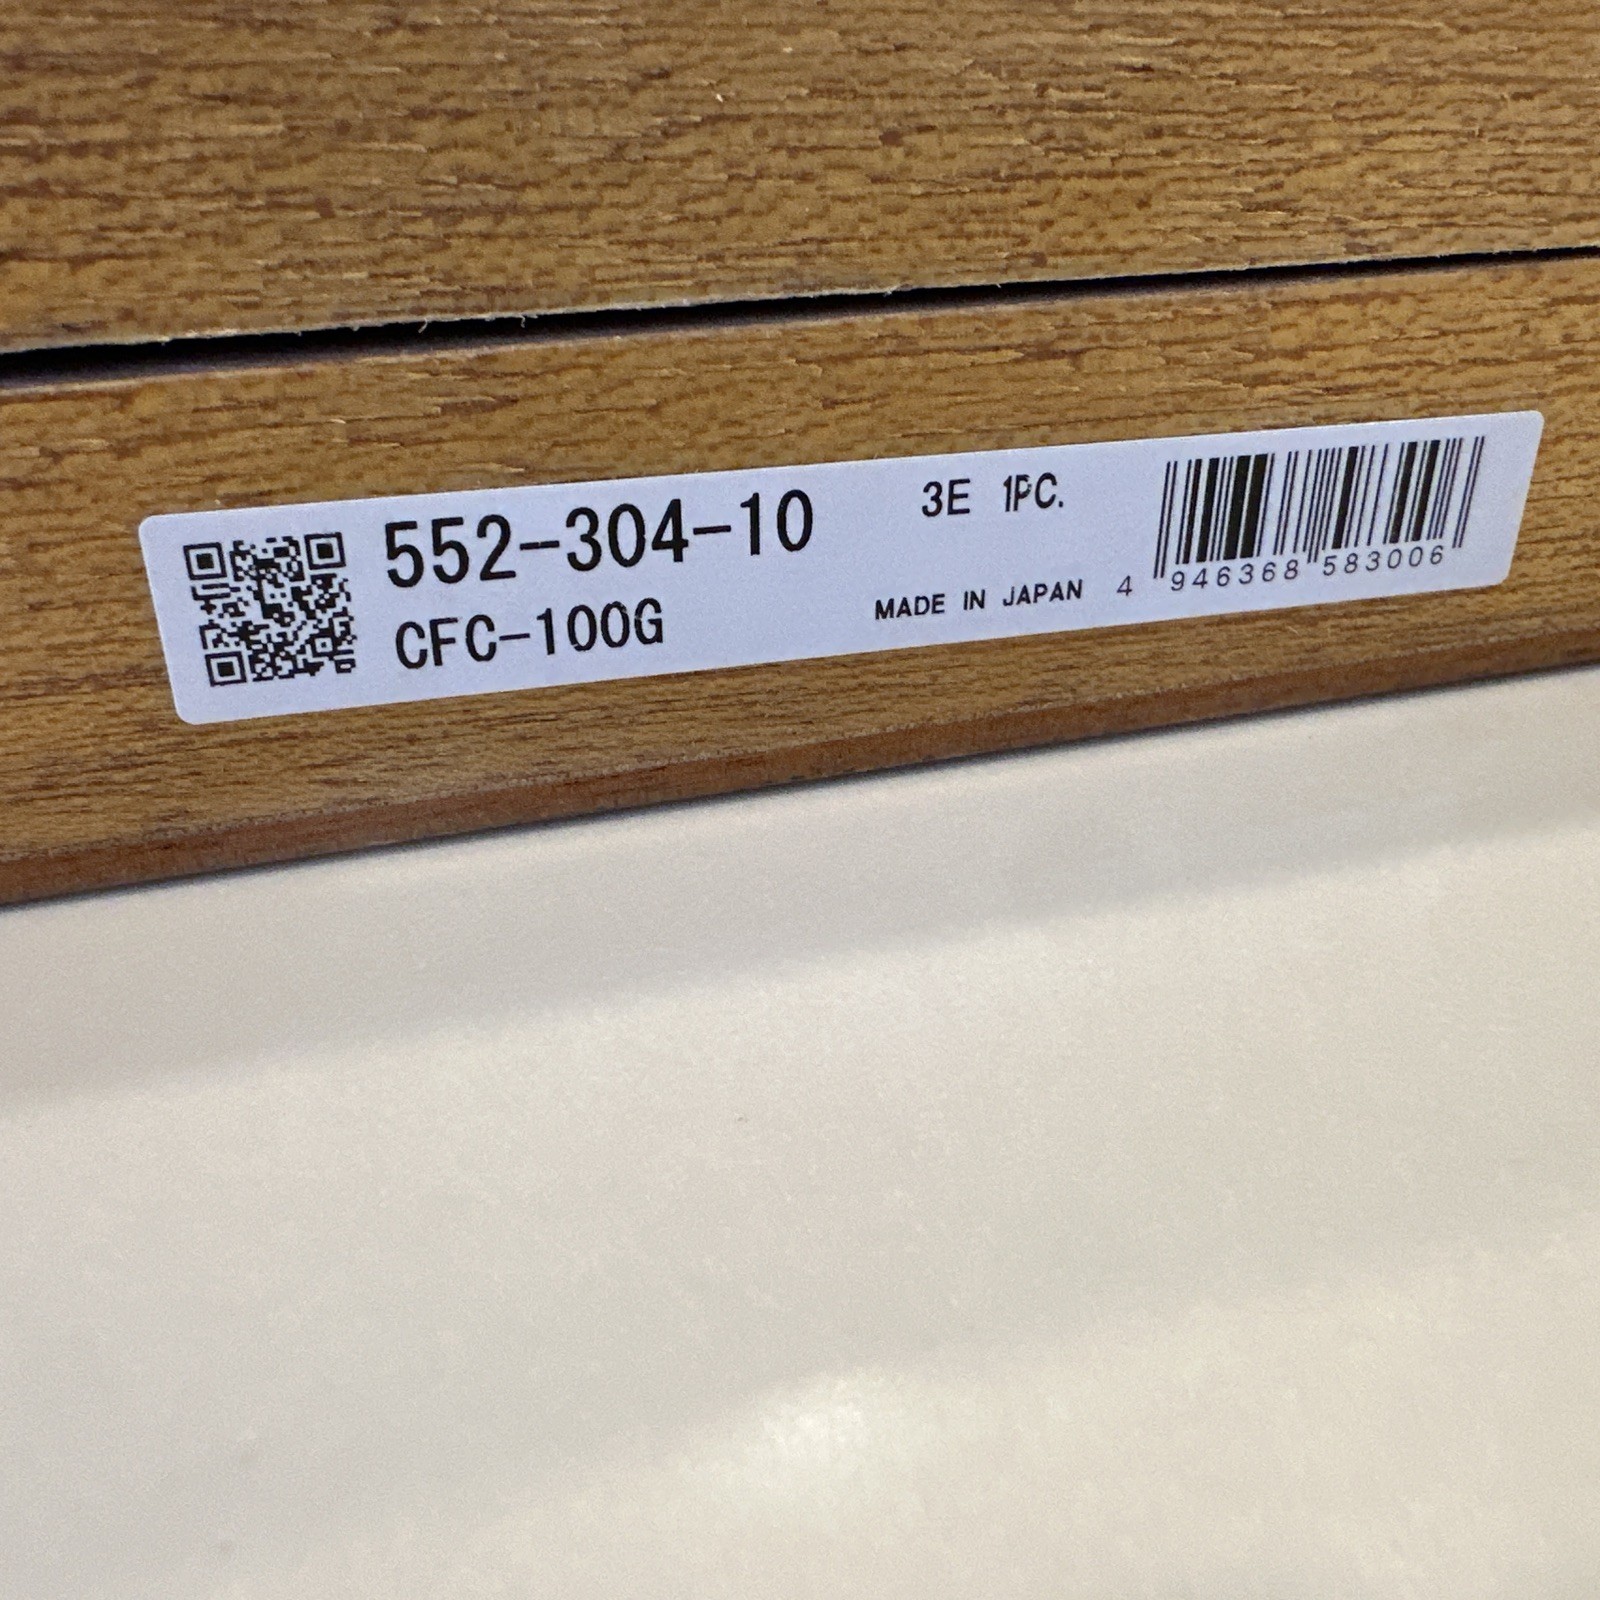 552-304-10
3E 1PC.
CFC-100G
MADE IN JAPAN
4 946368 583006